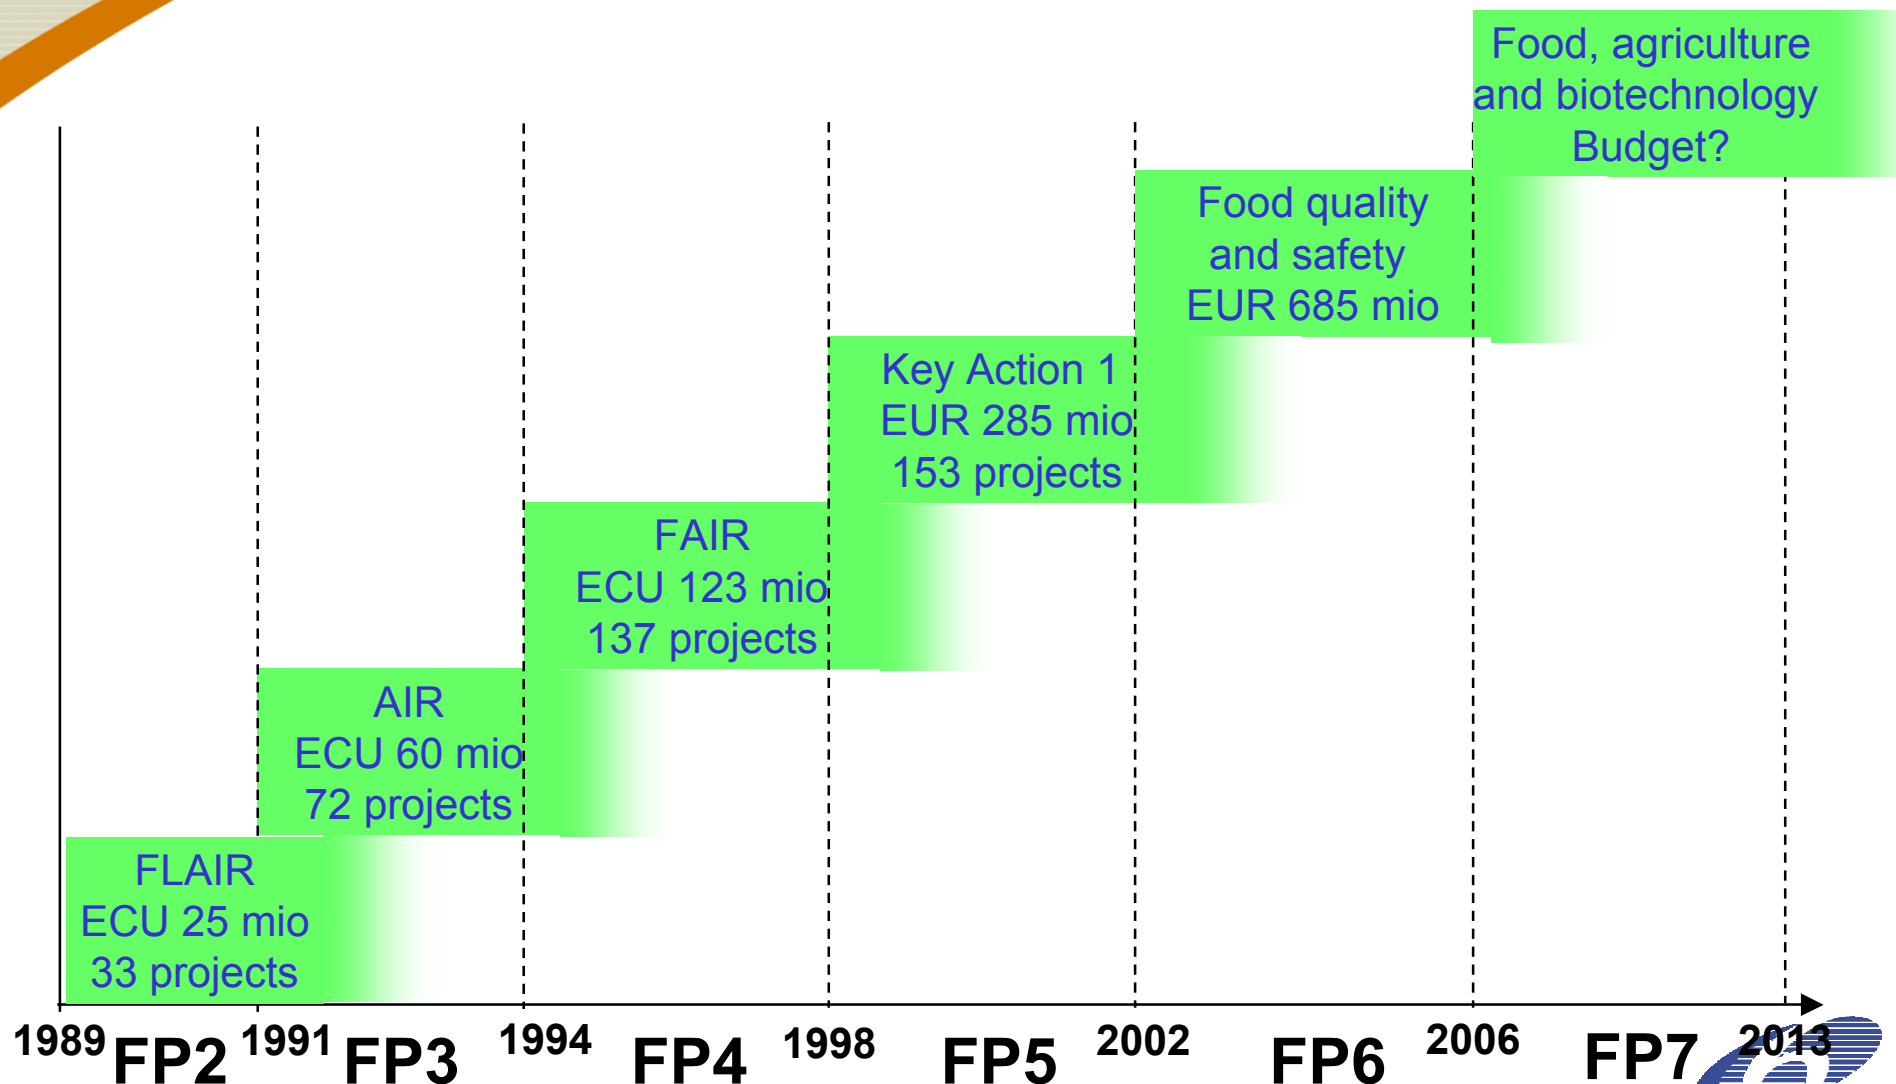 Food, agriculture
and biotechnology
Budget?
Food quality
and safety
EUR 685 mio
Key Action 1
EUR 285 mio
153 projects
FAIR
ECU 123 mio
137 projects
AIR
ECU 60 mio
72 projects
FLAIR
ECU 25 mio
33 projects
1989 FP2 1991 FP3 1994 FP4 1998 FP5 2002 FP6 2006 FP7 2013